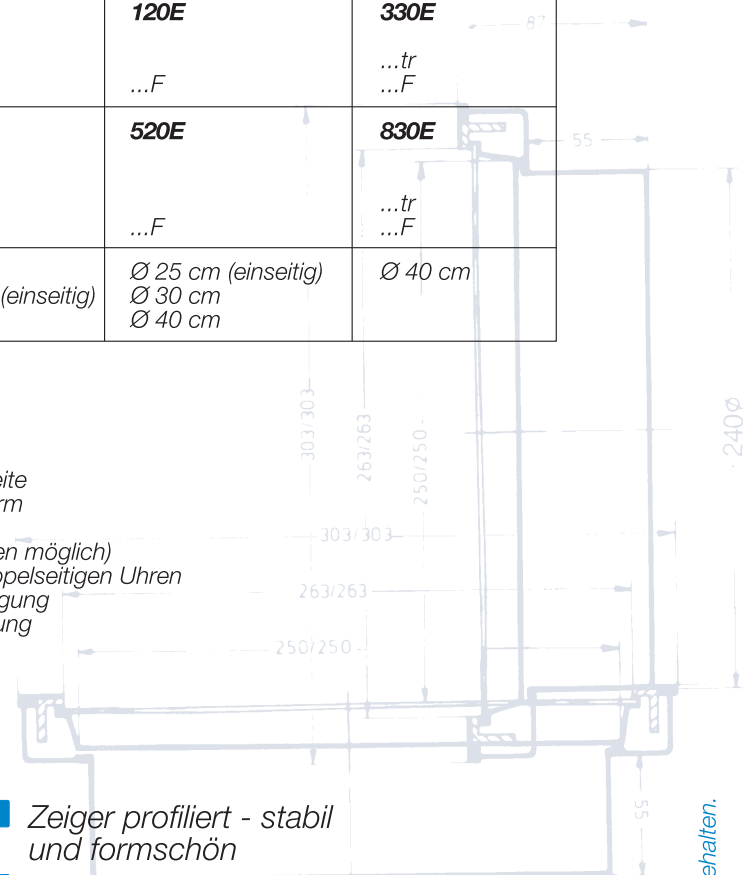 120E
330E
...F
...tr
...F
520E
830E
...F
...tr
...F
(einseitig)
Ø 25 cm (einseitig)
Ø 30 cm
Ø 40 cm
Ø 40 cm
87
55
303/303
263/263
250/250
240Ø
eite
rm
en möglich)
ppelseitigen Uhren
gung
ung
303/303
263/263
250/250
55
Zeiger profiliert - stabil
und formschön
ehalten.